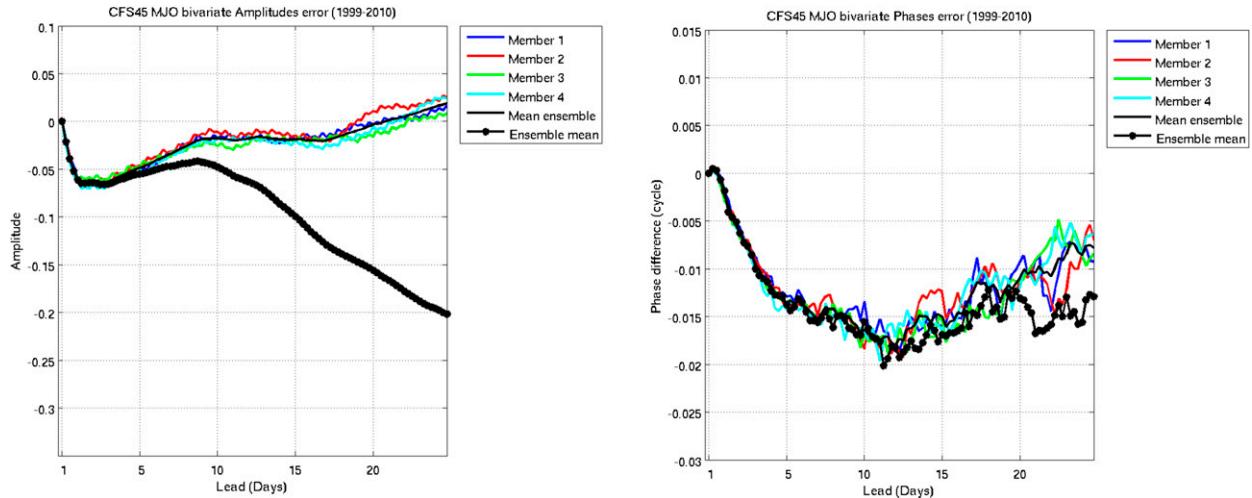 CFS45 MJO bivariate Amplitudes error (1999-2010)
0.1
0.05
0
-0.05
-0.1
-0.15
-0.2
-0.3
Amplitude
1
5
10
15
20
Lead (Days)
Member 1
Member 2
Member 3
Member 4
Mean ensemble
Ensemble mean
CFS45 MJO bivariate Phases error (1999-2010)
0.015
0.01
0.005
0
-0.005
-0.01
-0.015
-0.02
-0.025
-0.03
Phase difference (cycle)
1
5
10
15
20
Lead (Days)
Member 1
Member 2
Member 3
Member 4
Mean ensemble
Ensemble mean